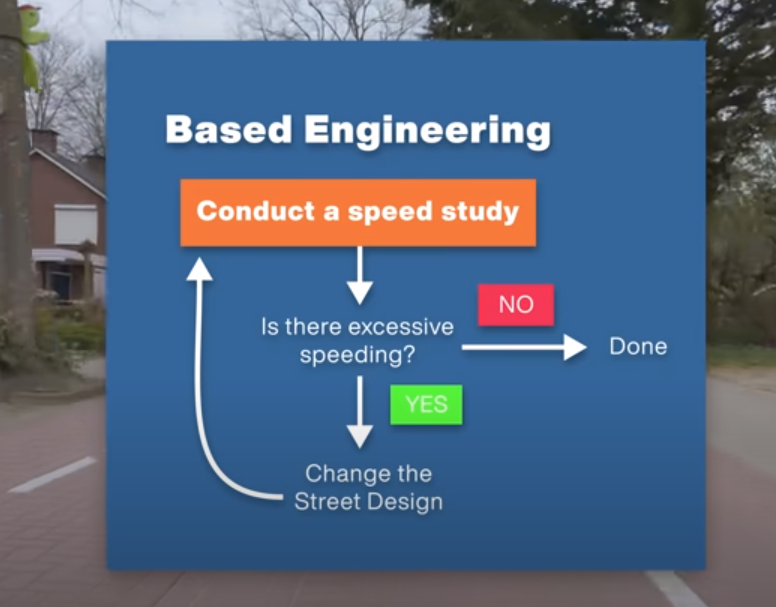 Based Engineering
Conduct a speed study
Is there excessive
speeding?
NO
Done
YES
Change the
Street Design